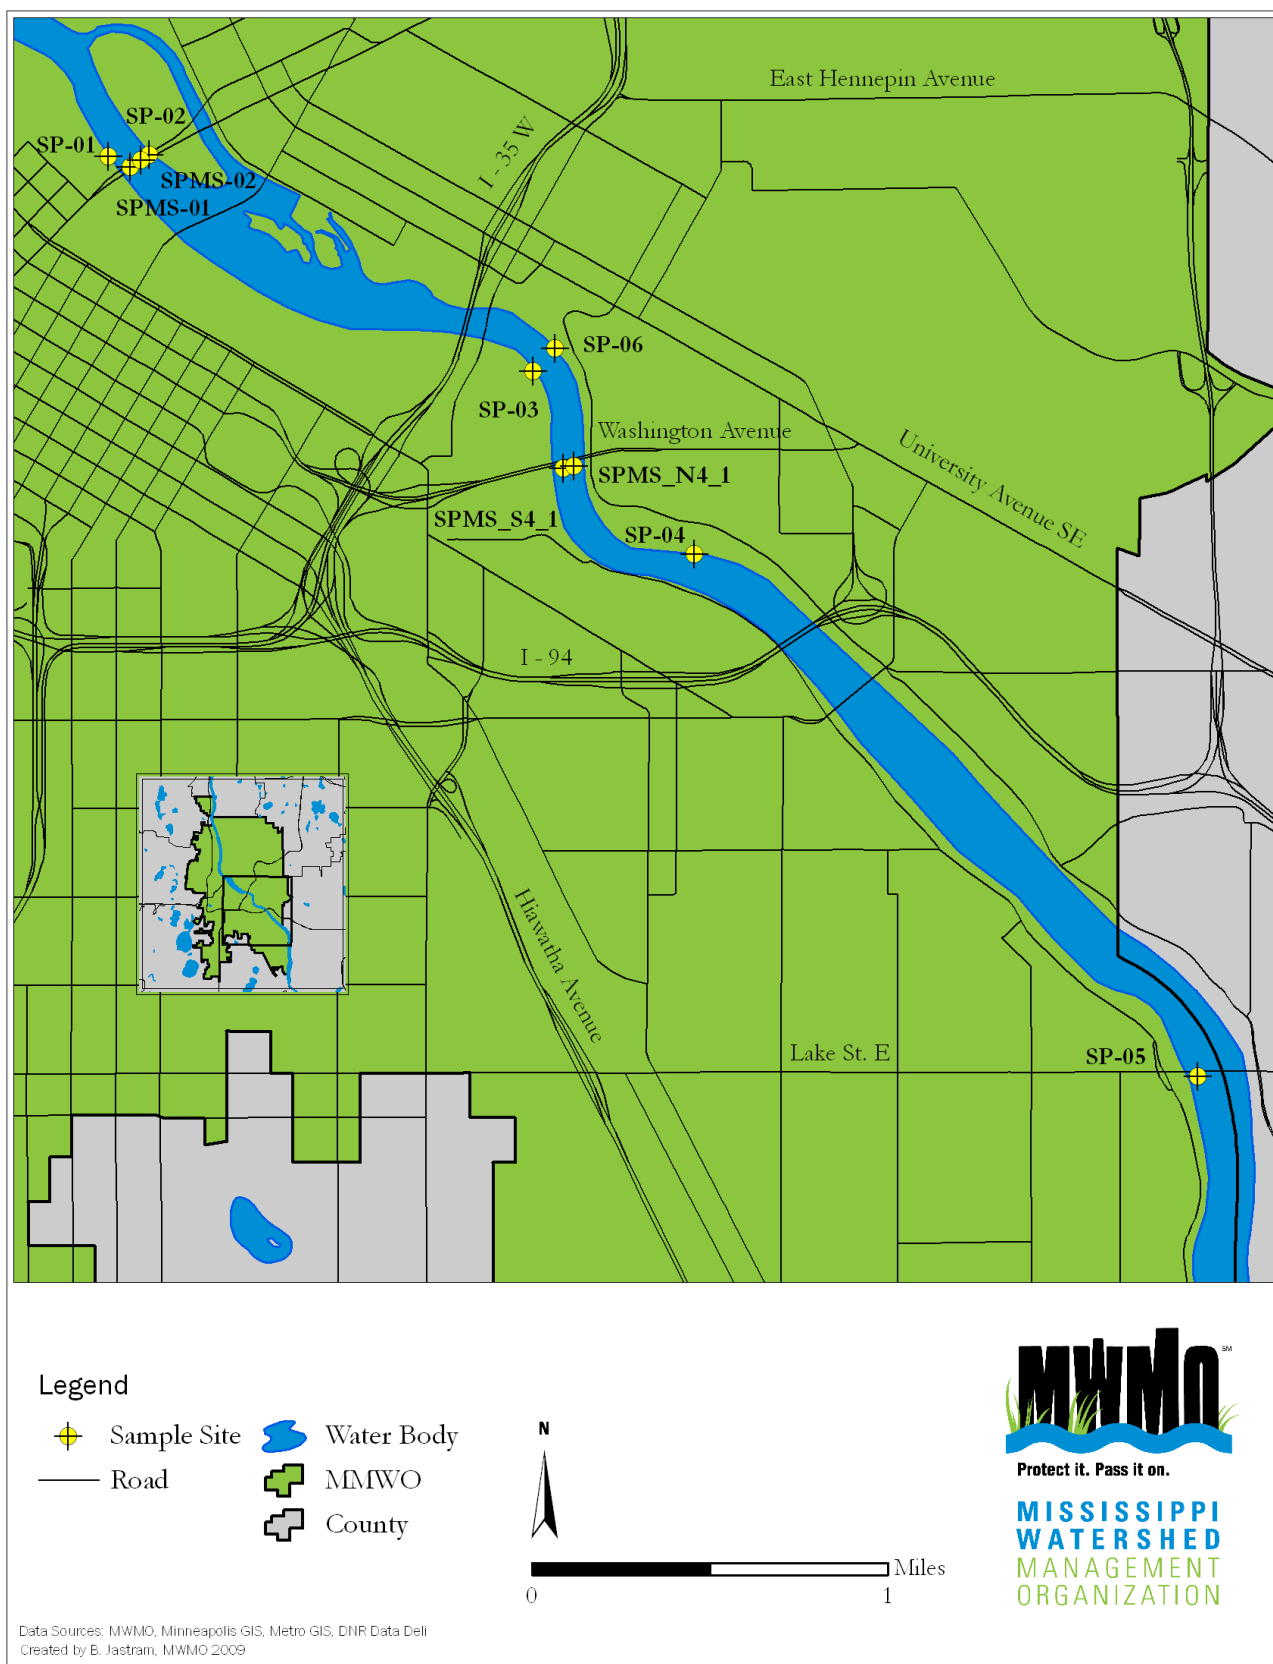 East Hennepin Avenue
SP-02
SP-01
I - 35 W
SPMS-02
SPMS-01
SP-06
SP-03
Washington Avenue
University Avenue SE
SPMS_N4_1
SPMS_S4_1
SP-04
I - 94
Hiawatha Avenue
Lake St. E
SP-05
Legend
Sample Site
Water Body
Road
MMWO
County
N
Miles
0 1
MWMO SM
Protect it. Pass it on.
MISSISSIPPI
WATERSHED
MANAGEMENT
ORGANIZATION
Data Sources: MWMO, Minneapolis GIS, Metro GIS, DNR Data Deli
Created by B. Jastram, MWMO 2009